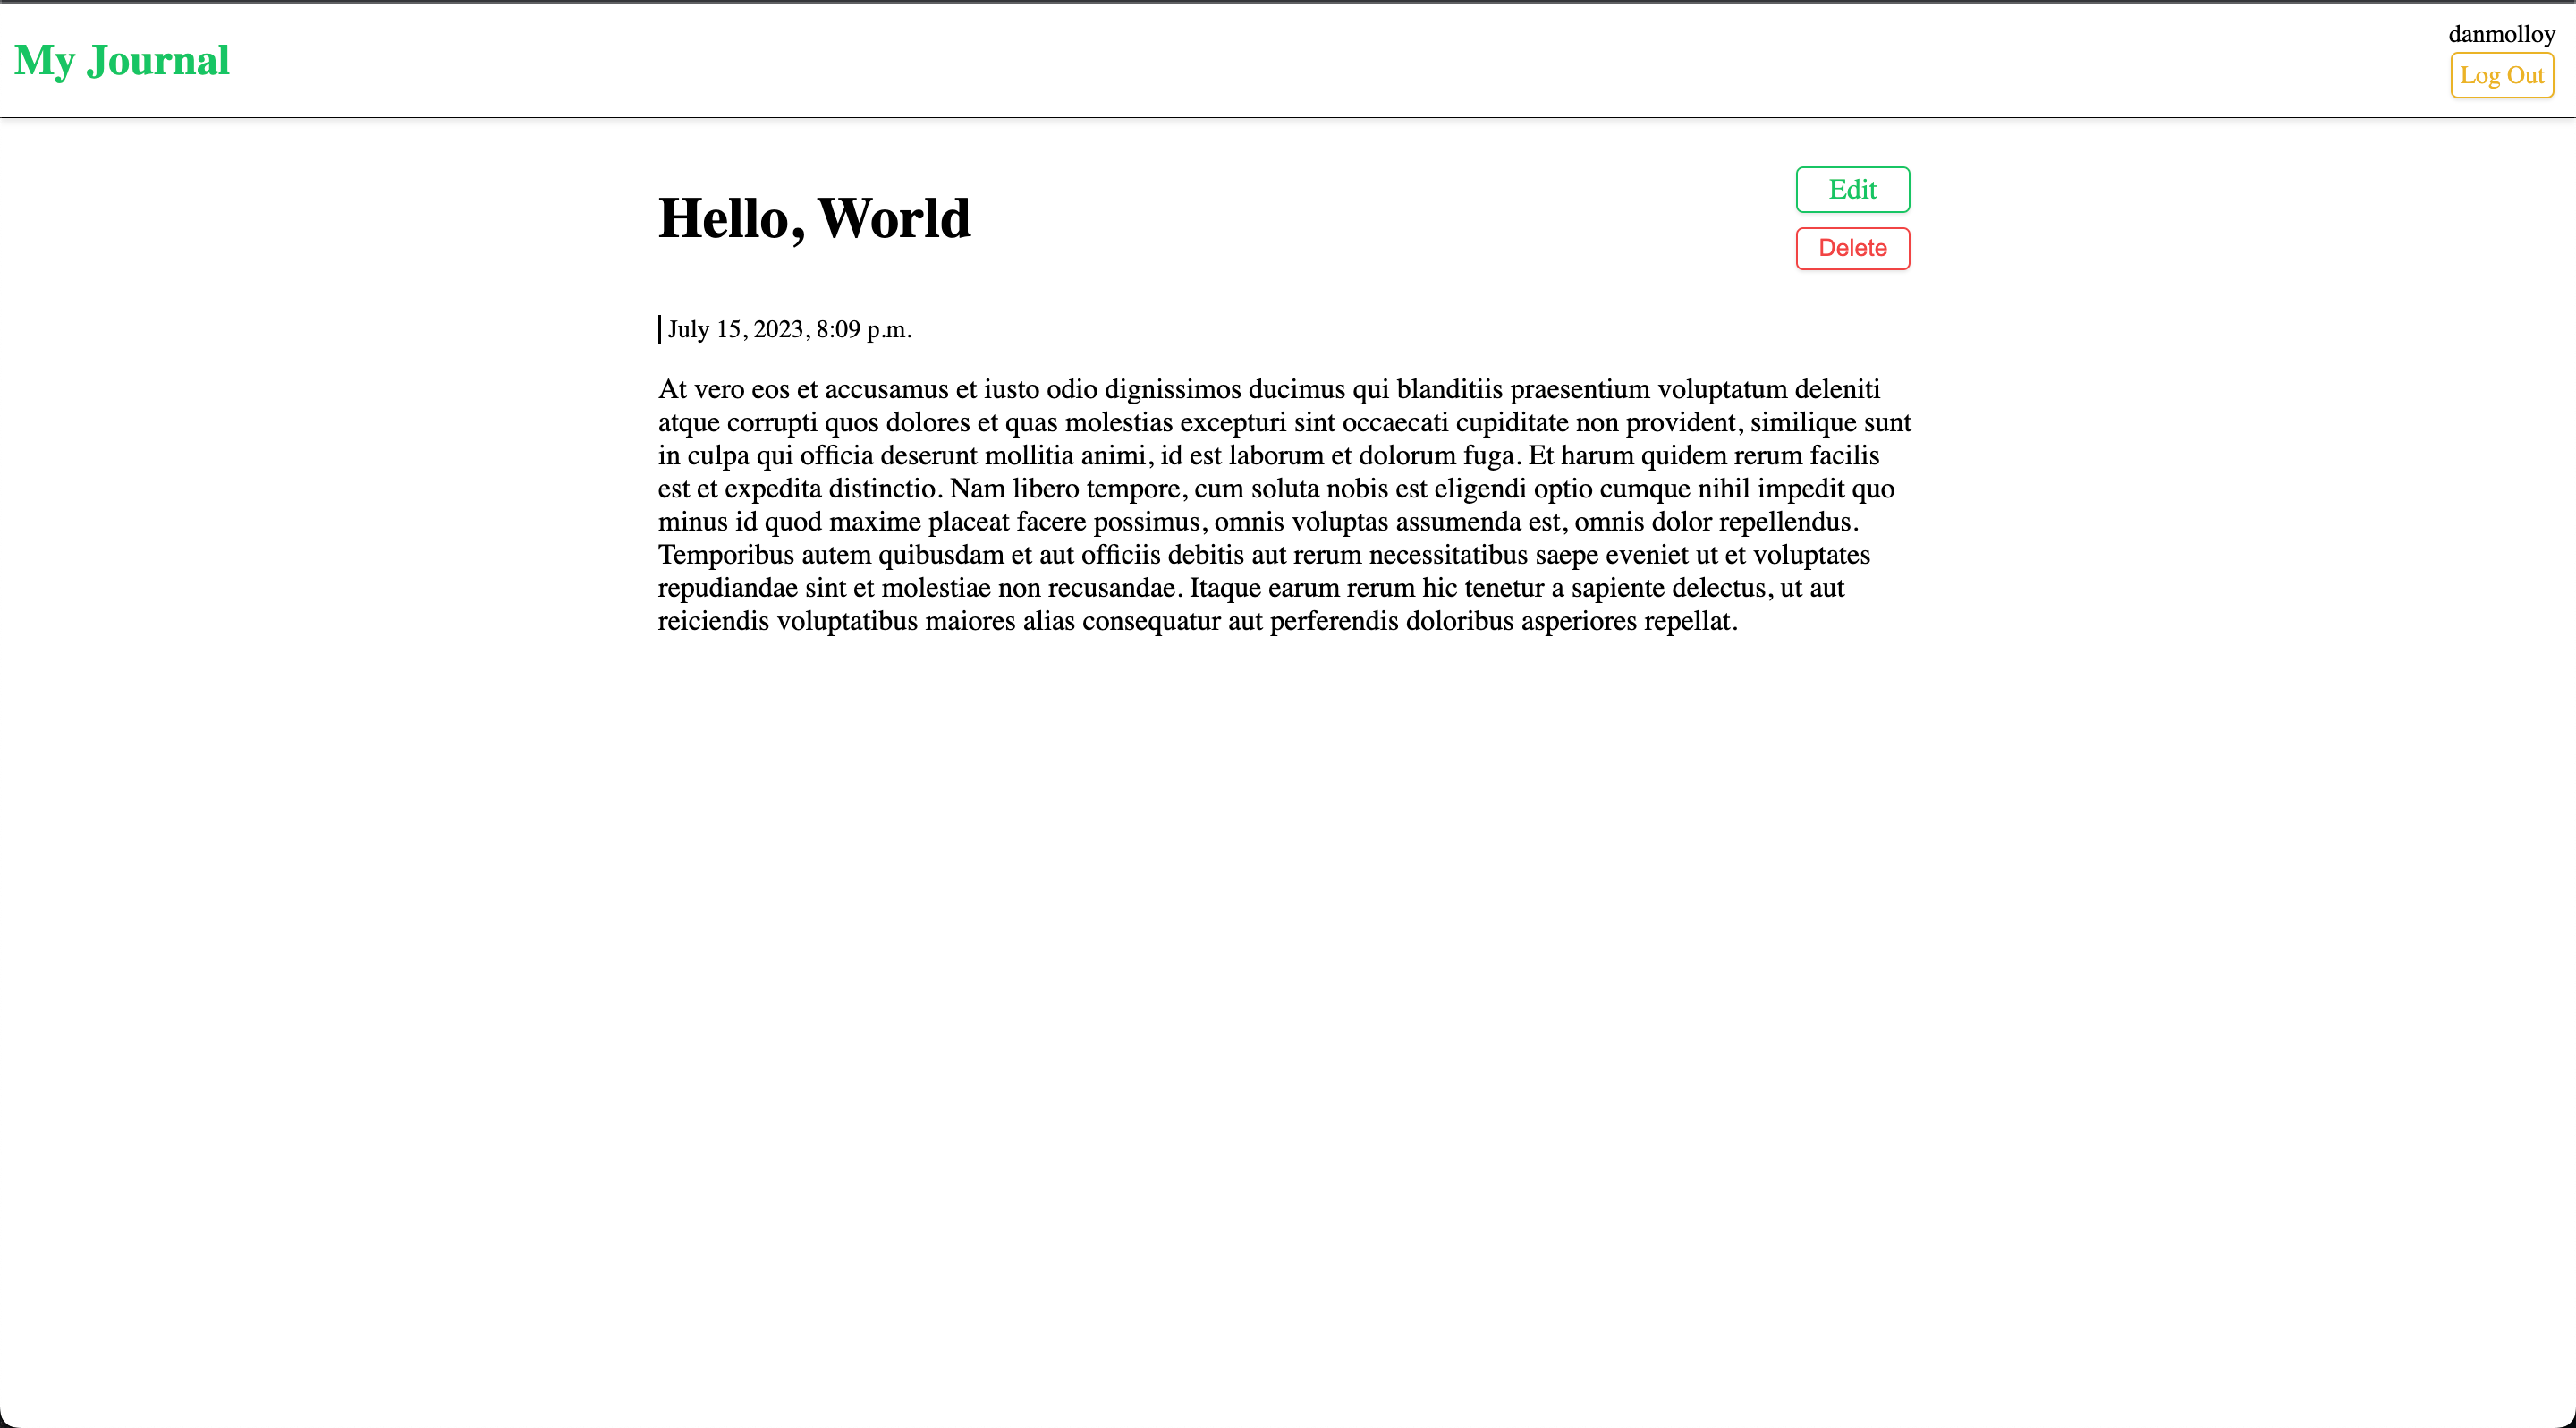 My Journal
danmolloy
Log Out
Hello, World
Edit
Delete
July 15, 2023, 8:09 p.m.
At vero eos et accusamus et iusto odio dignissimos ducimus qui blanditiis praesentium voluptatum deleniti
atque corrupti quos dolores et quas molestias excepturi sint occaecati cupiditate non provident, similique sunt
in culpa qui officia deserunt mollitia animi, id est laborum et dolorum fuga. Et harum quidem rerum facilis
est et expedita distinctio. Nam libero tempore, cum soluta nobis est eligendi optio cumque nihil impedit quo
minus id quod maxime placeat facere possimus, omnis voluptas assumenda est, omnis dolor repellendus.
Temporibus autem quibusdam et aut officiis debitis aut rerum necessitatibus saepe eveniet ut et voluptates
repudiandae sint et molestiae non recusandae. Itaque earum rerum hic tenetur a sapiente delectus, ut aut
reiciendis voluptatibus maiores alias consequatur aut perferendis doloribus asperiores repellat.